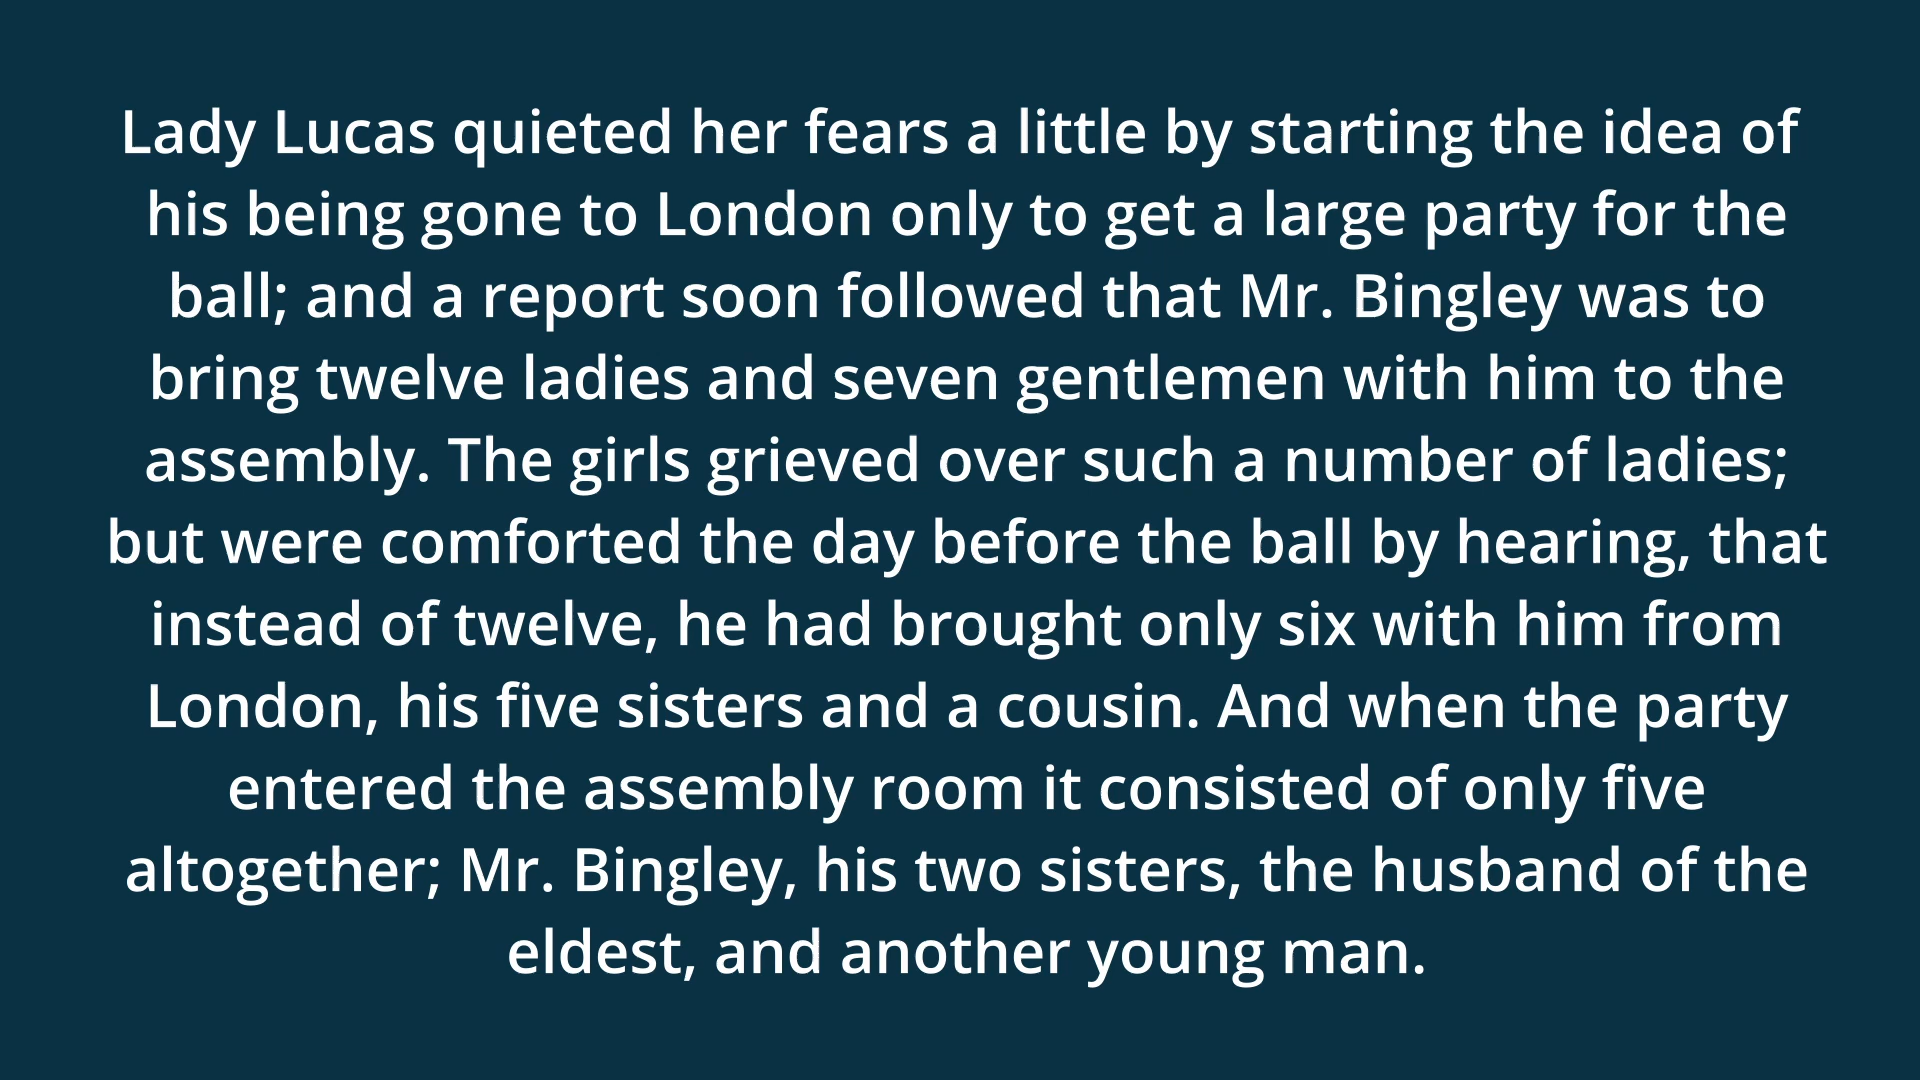 Lady Lucas quieted her fears a little by starting the idea of
his being gone to London only to get a large party for the
ball; and a report soon followed that Mr. Bingley was to
bring twelve ladies and seven gentlemen with him to the
assembly. The girls grieved over such a number of ladies;
but were comforted the day before the ball by hearing, that
instead of twelve, he had brought only six with him from
London, his five sisters and a cousin. And when the party
entered the assembly room it consisted of only five
altogether; Mr. Bingley, his two sisters, the husband of the
eldest, and another young man.